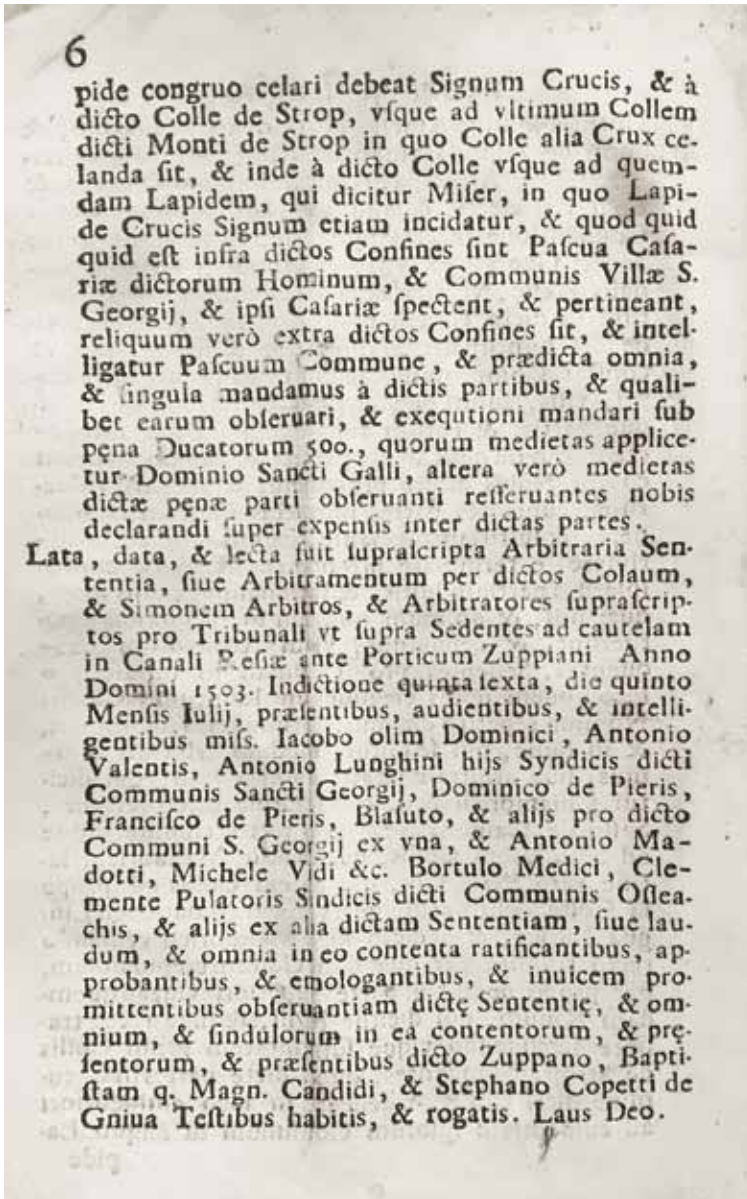 6
pide congruo celari debeat Signum Crucis, & à
dicto Colle de Strop, vſque ad vltimum Collem
dicti Monti de Strop in quo Colle alia Crux ce-
landa ſit, & inde à dicto Colle vſque ad quem-
dam Lapidem, qui dicitur Miſer, in quo Lapi-
de Crucis Signum etiam incidatur, & quod quid
quid eſt infra dictos Confines ſint Paſcua Caſa-
riæ dictorum Hominum, & Communis Villæ S.
Georgij, & ipſi Caſariæ ſpectent, & pertineant,
reliquum verò extra dictos Confines ſit, & intel-
ligatur Paſcuum Commune, & prædicta omnia,
& ſingula mandamus à dictis partibus, & quali-
bet earum obſeruari, & exequtioni mandari ſub
pęna Ducatorum 500., quorum medietas applice-
tur Dominio Sancti Galli, altera verò medietas
dictæ pęnæ parti obſeruanti reſſeruantes nobis
declarandi ſuper expenſis inter dictas partes.
Lata, data, & lecta fuit ſupraſcripta Arbitraria Sen-
tentia, ſiue Arbitramentum per dictos Colaum,
& Simonem Arbitros, & Arbitratores ſupraſcrip-
tos pro Tribunali vt ſupra Sedentes ad cautelam
in Canali Reſiæ ante Porticum Zuppiani Anno
Domini 1503. Indictione quinta ſexta, die quinto
Menſis Iulij, præſentibus, audientibus, & intelli-
gentibus miſs. Iacobo olim Dominici, Antonio
Valentis, Antonio Lunghini hijs Syndicis dicti
Communis Sancti Georgij, Dominico de Pieris,
Franciſco de Pieris, Blaſuto, & alijs pro dicto
Communi S. Georgij ex vna, & Antonio Ma-
dotti, Michele Vidi &c. Bortulo Medici, Cle-
mente Pulatoris Sindicis dicti Communis Oſſea-
chis, & alijs ex alia dictam Sententiam, ſiue lau-
dum, & omnia in eo contenta ratificantibus, ap-
probantibus, & emologantibus, & inuicem pro-
mittentibus obſeruantiam dictę Sententię, & om-
nium, & ſindulorum in ea contentorum, & prę-
ſentorum, & præſentibus dicto Zuppano, Bapti-
ſtam q. Magn. Candidi, & Stephano Copetti de
Gniua Teſtibus habitis, & rogatis. Laus Deo.